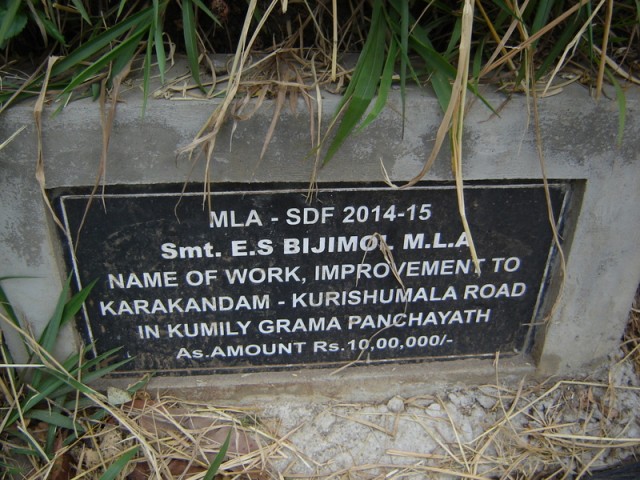 MLA - SDF 2014-15
Smt. E.S BIJIMOL M.L.A
NAME OF WORK, IMPROVEMENT TO
KARAKANDAM - KURISHUMALA ROAD
IN KUMILY GRAMA PANCHAYATH
As.AMOUNT Rs.10,00,000/-